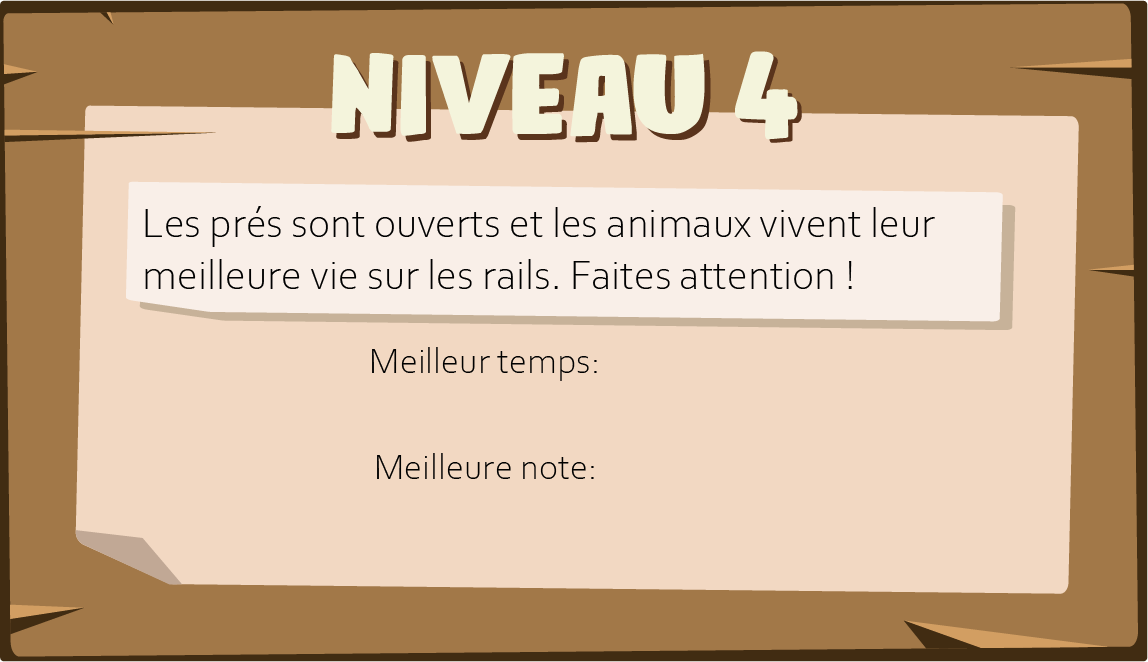 NIVEAU 4
Les prés sont ouverts et les animaux vivent leur
meilleure vie sur les rails. Faites attention !
Meilleur temps:
Meilleure note: